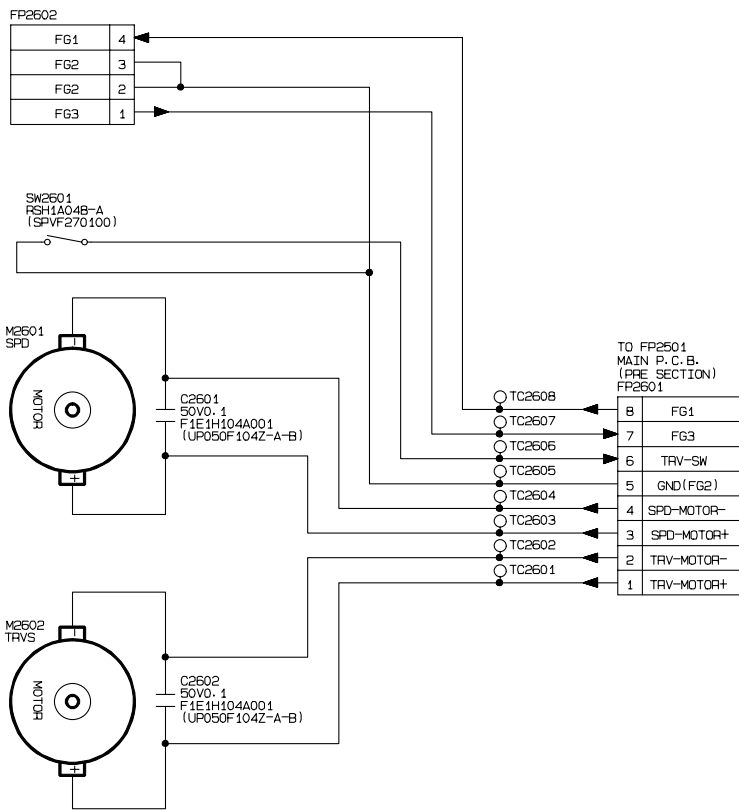 FP2602
FG1 4
FG2 3
FG2 2
FG3 1
SW2601
RSH1A048-A
(SPVF270100)
M2601
SPD
MOTOR
C2601
50V0.1
F1E1H104A001
(UP050F104Z-A-B)
TO FP2501
MAIN P.C.B.
(PRE SECTION)
FP2601
TC2608
8 FG1
TC2607
7 FG3
TC2606
6 TRV-SW
TC2605
5 GND(FG2)
TC2604
4 SPD-MOTOR-
TC2603
3 SPD-MOTOR+
TC2602
2 TRV-MOTOR-
TC2601
1 TRV-MOTOR+
M2602
TRVS
MOTOR
C2602
50V0.1
F1E1H104A001
(UP050F104Z-A-B)